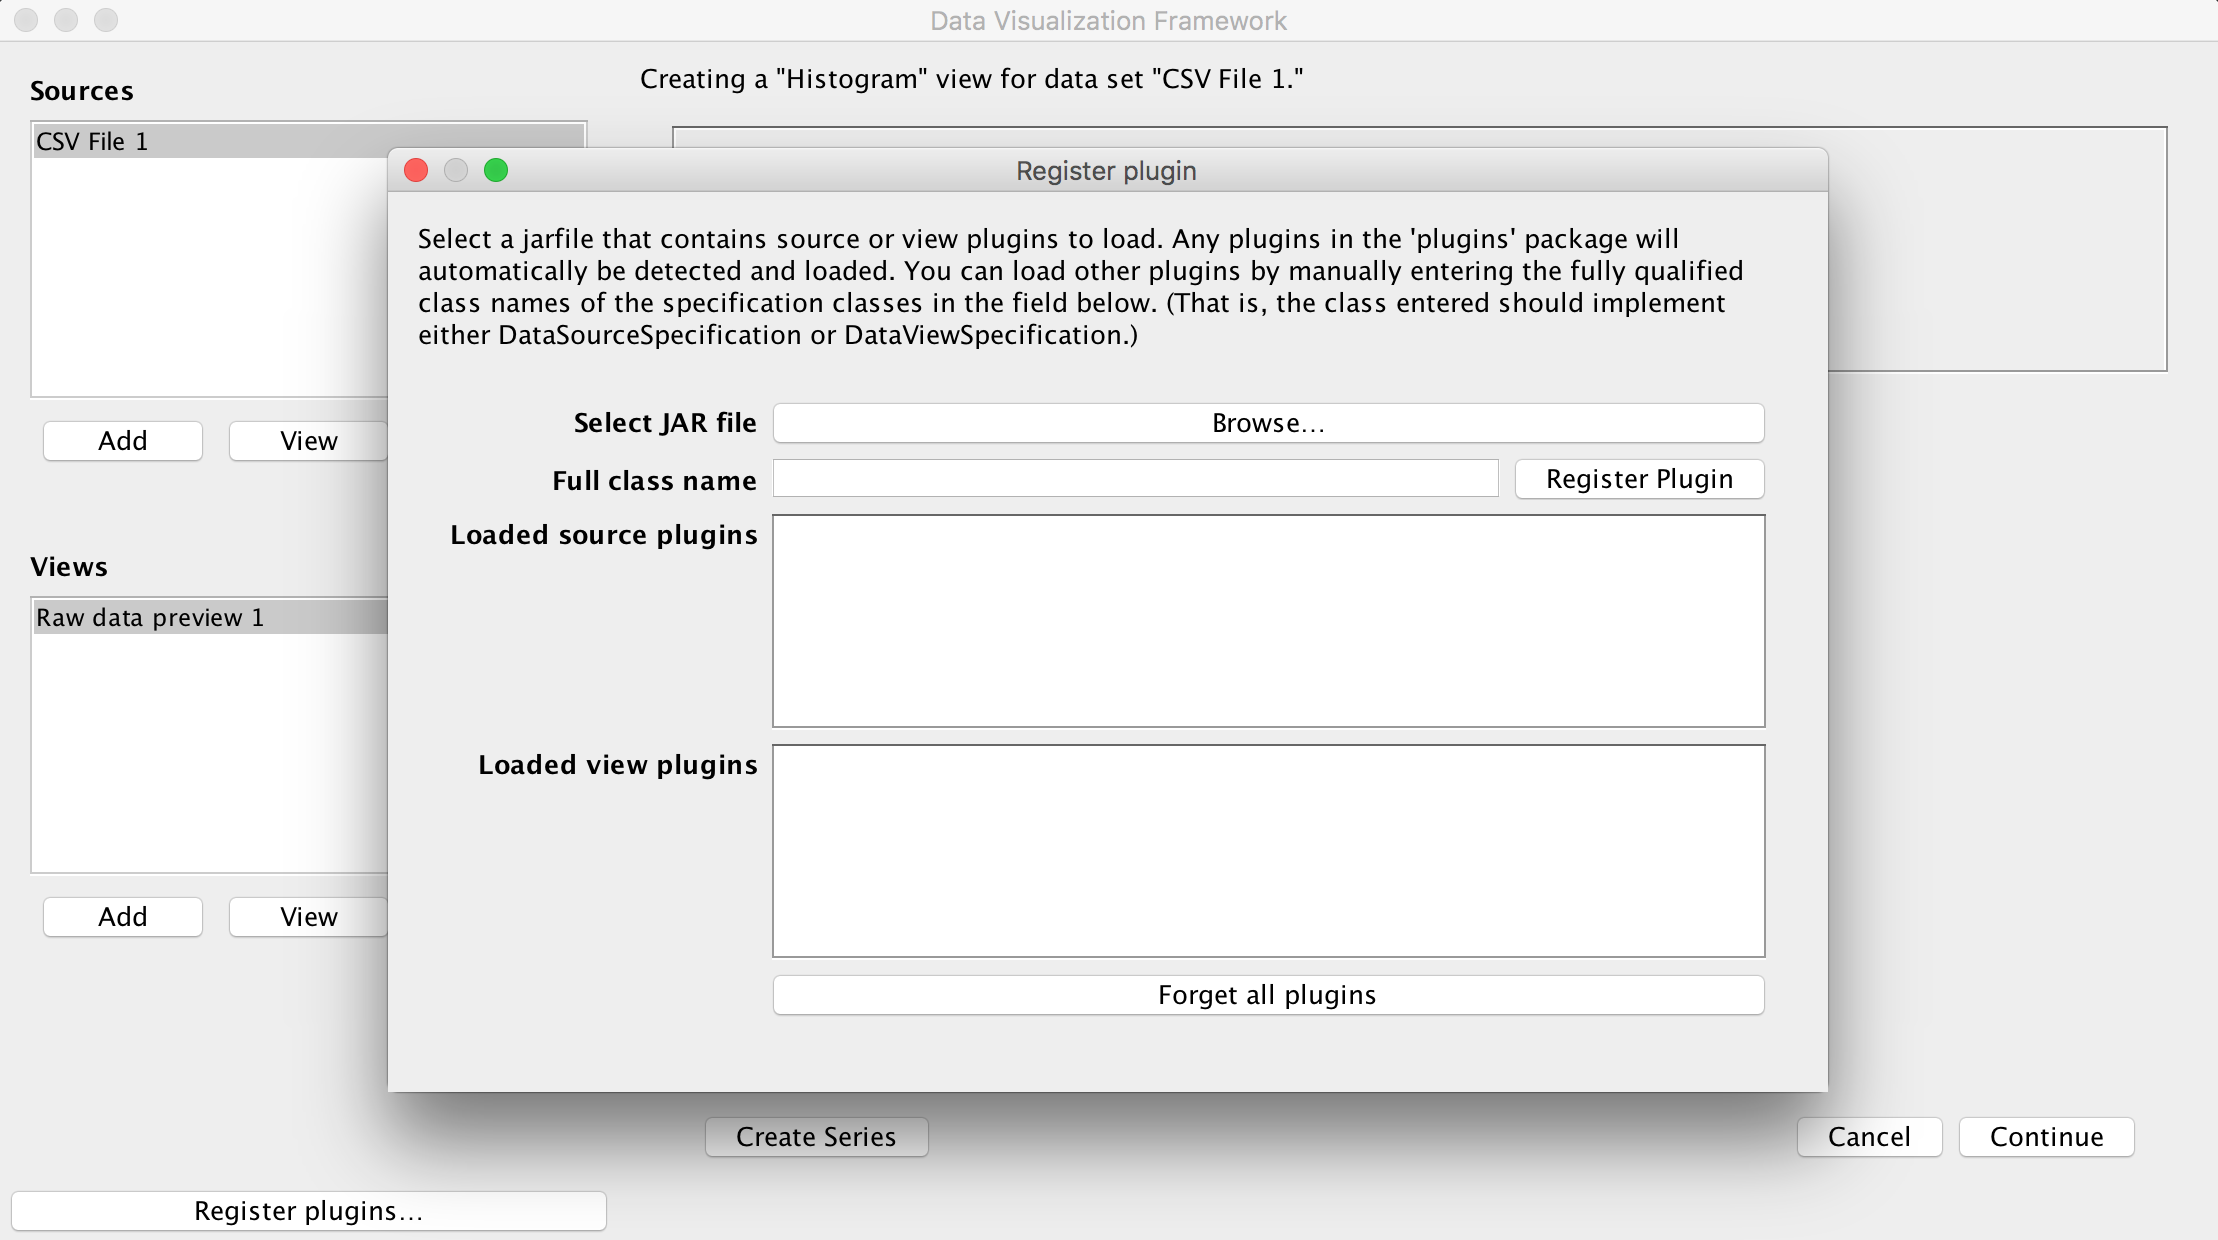 Data Visualization Framework
Sources
Creating a "Histogram" view for data set "CSV File 1."
CSV File 1
Add
View
Views
Raw data preview 1
Add
View
Register plugin
Select a jarfile that contains source or view plugins to load. Any plugins in the 'plugins' package will
automatically be detected and loaded. You can load other plugins by manually entering the fully qualified
class names of the specification classes in the field below. (That is, the class entered should implement
either DataSourceSpecification or DataViewSpecification.)
Select JAR file
Browse...
Full class name
Register Plugin
Loaded source plugins
Loaded view plugins
Forget all plugins
Create Series
Cancel
Continue
Register plugins...